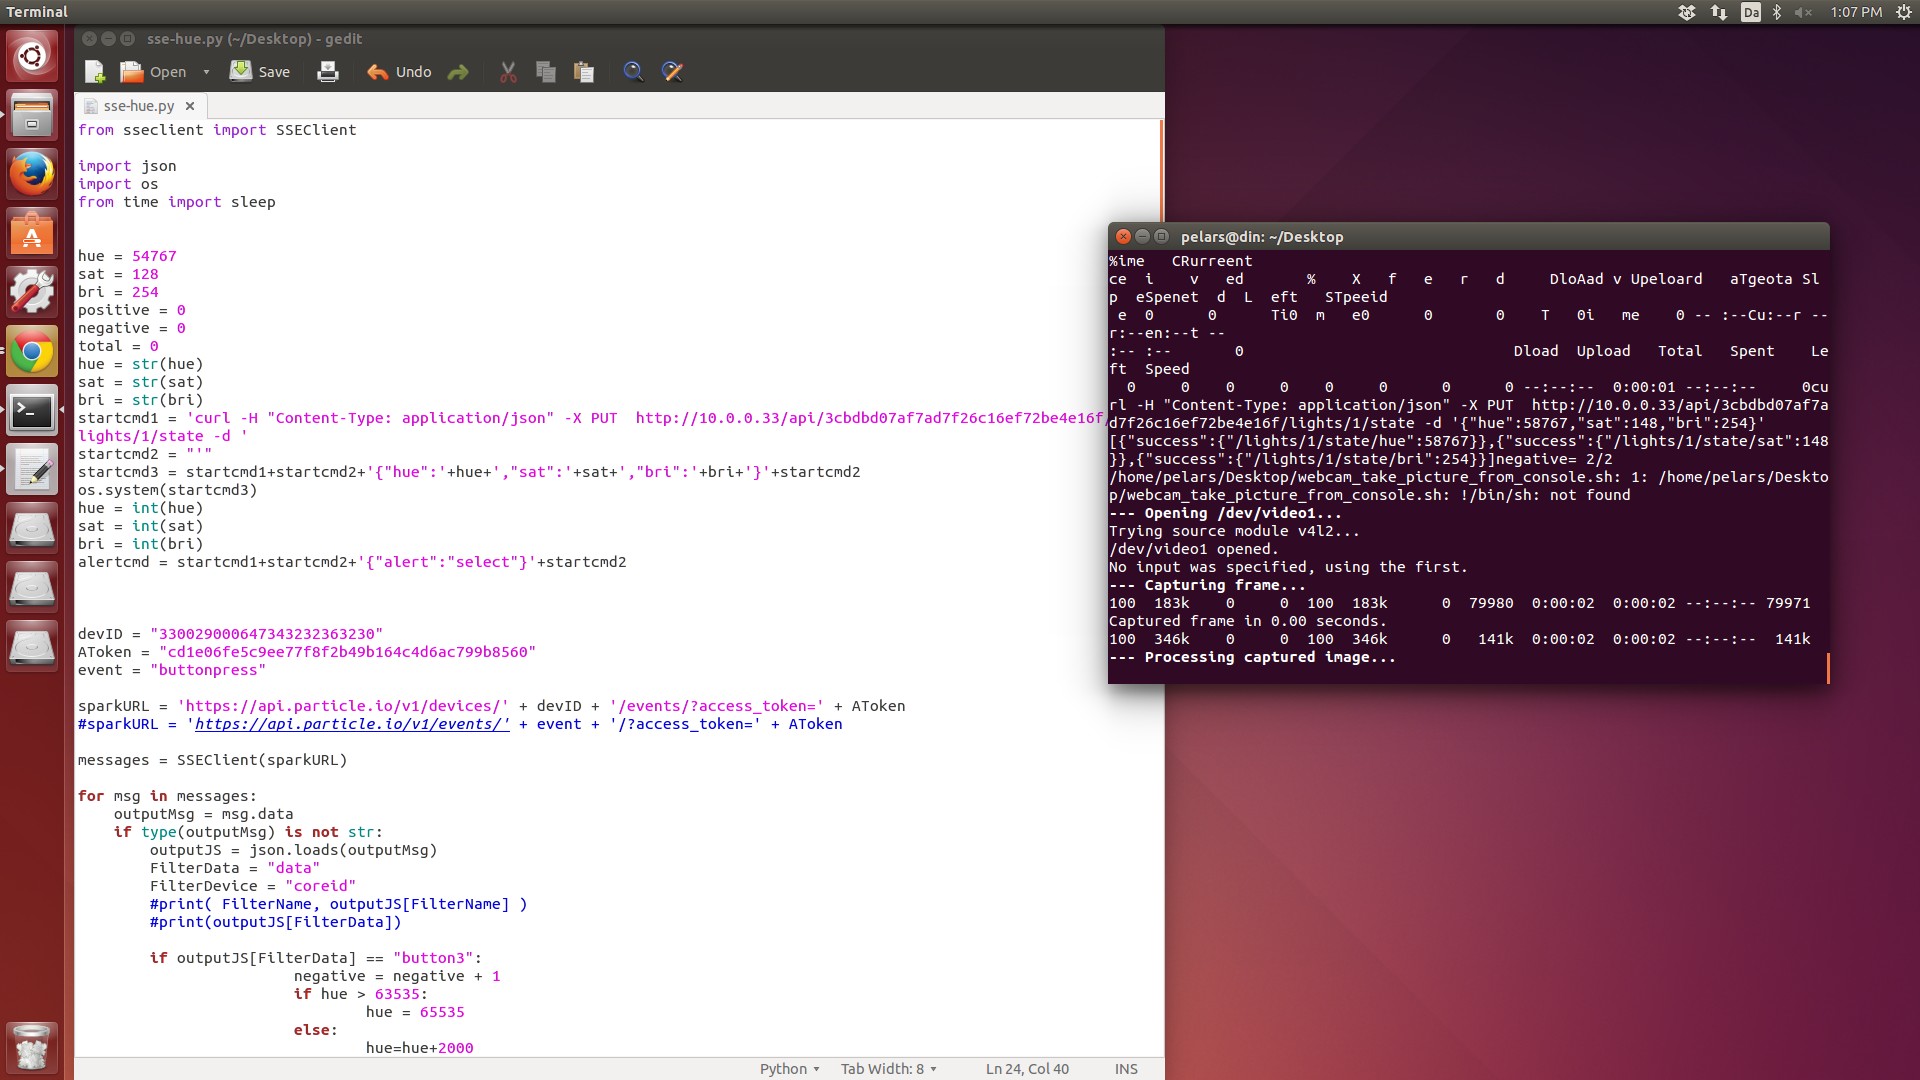 Terminal
Da
1:07 PM
sse-hue.py (~/Desktop) - gedit
Open
Save
Undo
sse-hue.py
from sseclient import SSEClient
import json
import os
from time import sleep
hue = 54767
sat = 128
bri = 254
positive = 0
negative = 0
total = 0
hue = str(hue)
sat = str(sat)
bri = str(bri)
startcmd1 = 'curl -H "Content-Type: application/json" -X PUT  http://10.0.0.33/api/3cbdbd07af7ad7f26c16ef72be4e16f/
lights/1/state -d '
startcmd2 = "'"
startcmd3 = startcmd1+startcmd2+'{"hue":'+hue+',"sat":'+sat+',"bri":'+bri+'}'+startcmd2
os.system(startcmd3)
hue = int(hue)
sat = int(sat)
bri = int(bri)
alertcmd = startcmd1+startcmd2+'{"alert":"select"}'+startcmd2
devID = "330029000647343232363230"
AToken = "cd1e06fe5c9ee77f8f2b49b164c4d6ac799b8560"
event = "buttonpress"
sparkURL = 'https://api.particle.io/v1/devices/' + devID + '/events/?access_token=' + AToken
#sparkURL = 'https://api.particle.io/v1/events/' + event + '/?access_token=' + AToken
messages = SSEClient(sparkURL)
for msg in messages:
outputMsg = msg.data
if type(outputMsg) is not str:
outputJS = json.loads(outputMsg)
FilterData = "data"
FilterDevice = "coreid"
#print( FilterName, outputJS[FilterName] )
#print(outputJS[FilterData])
if outputJS[FilterData] == "button3":
negative = negative + 1
if hue > 63535:
hue = 65535
else:
hue=hue+2000
Python
Tab Width: 8
Ln 24, Col 40
INS
pelars@din: ~/Desktop
%ime   CRurreent
ce  i    v   ed       %    X   f   e   r   d     DloAad v Upeloard   aTgeota Sl
p  eSpenet  d  L  eft   STpeeid
e  0      0      Ti0  m   e0      0       0    T   0i   me    0 -- :--Cu:--r --
r:--en:--t --
:-- :--       0                              Dload  Upload   Total   Spent    Le
ft  Speed
0     0    0     0    0     0      0      0 --:--:--  0:00:01 --:--:--     0cu
rl -H "Content-Type: application/json" -X PUT  http://10.0.0.33/api/3cbdbd07af7a
d7f26c16ef72be4e16f/lights/1/state -d '{"hue":58767,"sat":148,"bri":254}'
[{"success":{"/lights/1/state/hue":58767}},{"success":{"/lights/1/state/sat":148
}},{"success":{"/lights/1/state/bri":254}}]negative= 2/2
/home/pelars/Desktop/webcam_take_picture_from_console.sh: 1: /home/pelars/Deskto
p/webcam_take_picture_from_console.sh: !/bin/sh: not found
--- Opening /dev/video1...
Trying source module v4l2...
/dev/video1 opened.
No input was specified, using the first.
--- Capturing frame...
100  183k    0     0  100  183k      0  79980  0:00:02  0:00:02 --:--:-- 79971
Captured frame in 0.00 seconds.
100  346k    0     0  100  346k      0   141k  0:00:02  0:00:02 --:--:--  141k
--- Processing captured image...